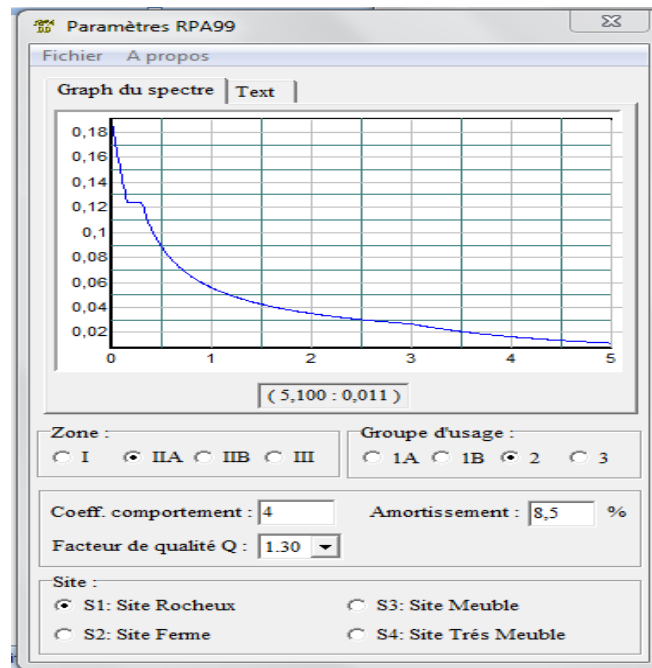 Paramètres RPA99
Fichier A propos
Graph du spectre Text
0,18
0,16
0,14
0,12
0,1
0,08
0,06
0,04
0,02
0 1 2 3 4 5
( 5,100 : 0,011 )
Zone : Groupe d'usage :
I IIA IIB III 1A 1B 2 3
Coeff. comportement : 4 Amortissement : 8,5 %
Facteur de qualité Q : 1.30
Site :
S1: Site Rocheux S3: Site Meuble
S2: Site Ferme S4: Site Trés Meuble